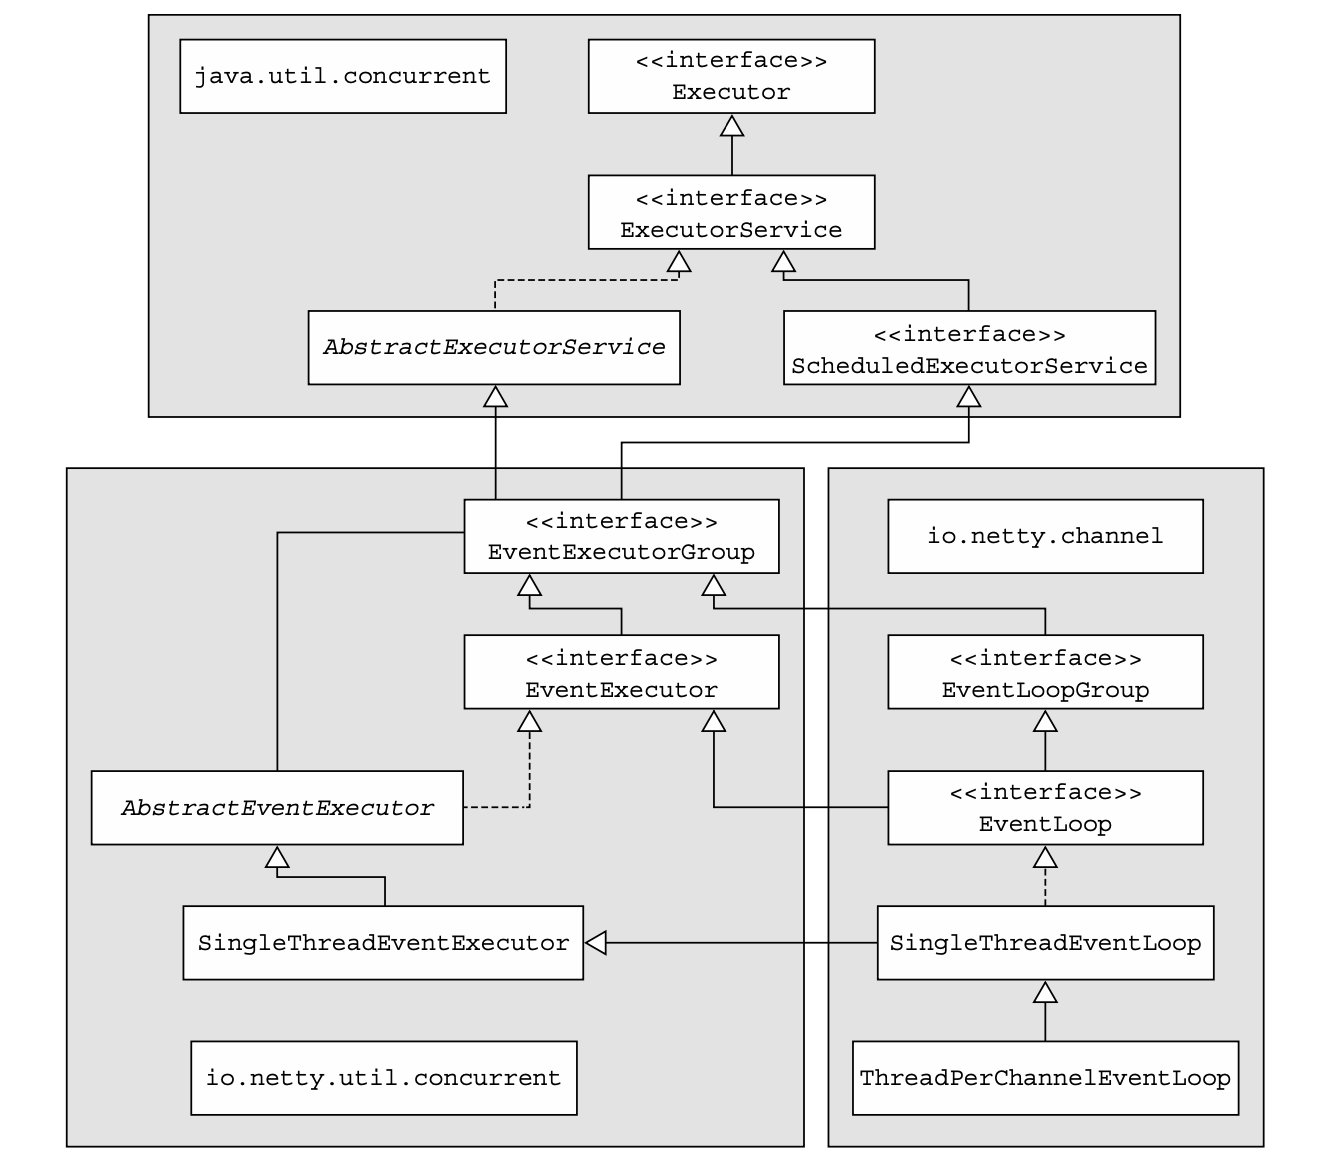 java.util.concurrent
<<interface>>
Executor
<<interface>>
ExecutorService
AbstractExecutorService
<<interface>>
ScheduledExecutorService
<<interface>>
EventExecutorGroup
io.netty.channel
<<interface>>
EventExecutor
<<interface>>
EventLoopGroup
AbstractEventExecutor
<<interface>>
EventLoop
SingleThreadEventExecutor
SingleThreadEventLoop
io.netty.util.concurrent
ThreadPerChannelEventLoop